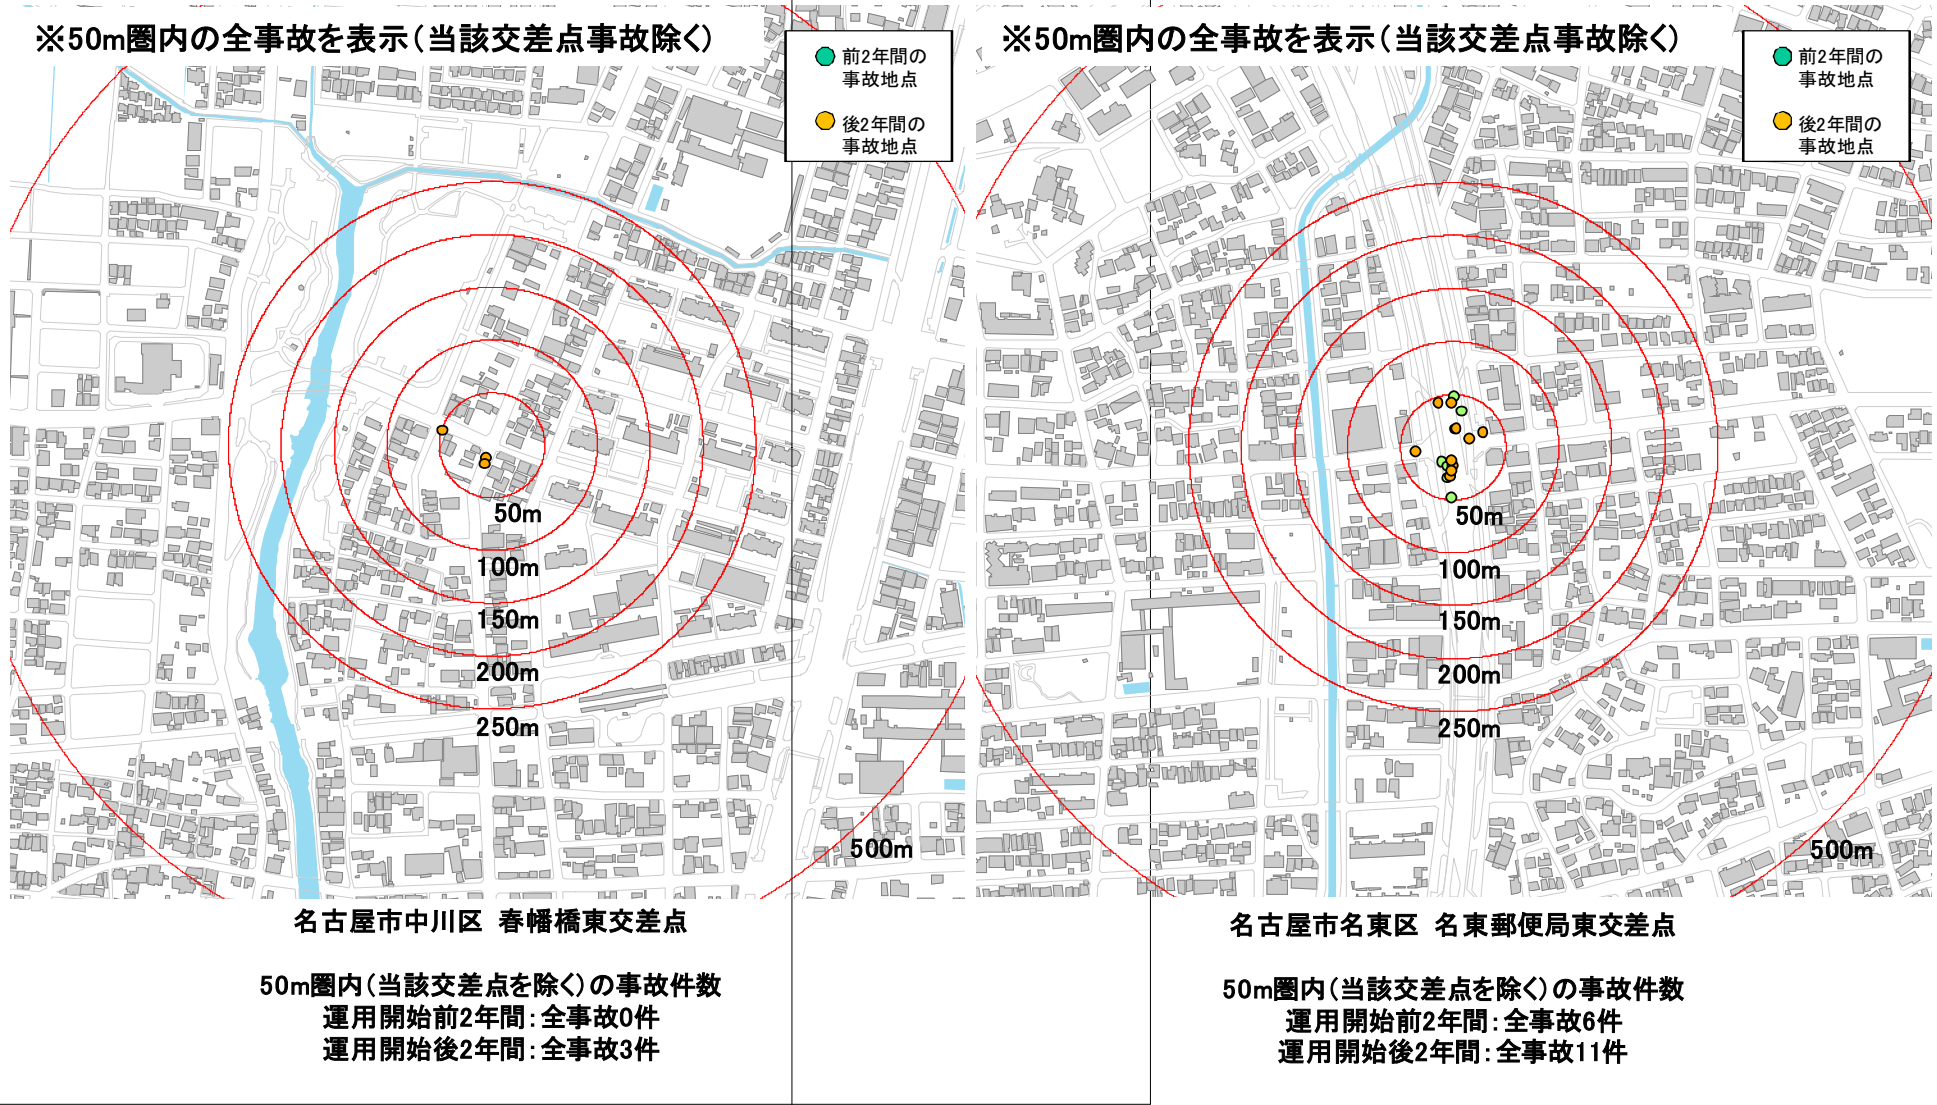 ※50m圏内の全事故を表示（当該交差点事故除く）
前2年間の
事故地点
後2年間の
事故地点
50m
100m
150m
200m
250m
500m
名古屋市中川区 春幡橋東交差点
50m圏内（当該交差点を除く）の事故件数
運用開始前2年間：全事故0件
運用開始後2年間：全事故3件
※50m圏内の全事故を表示（当該交差点事故除く）
前2年間の
事故地点
後2年間の
事故地点
50m
100m
150m
200m
250m
500m
名古屋市名東区 名東郵便局東交差点
50m圏内（当該交差点を除く）の事故件数
運用開始前2年間：全事故6件
運用開始後2年間：全事故11件